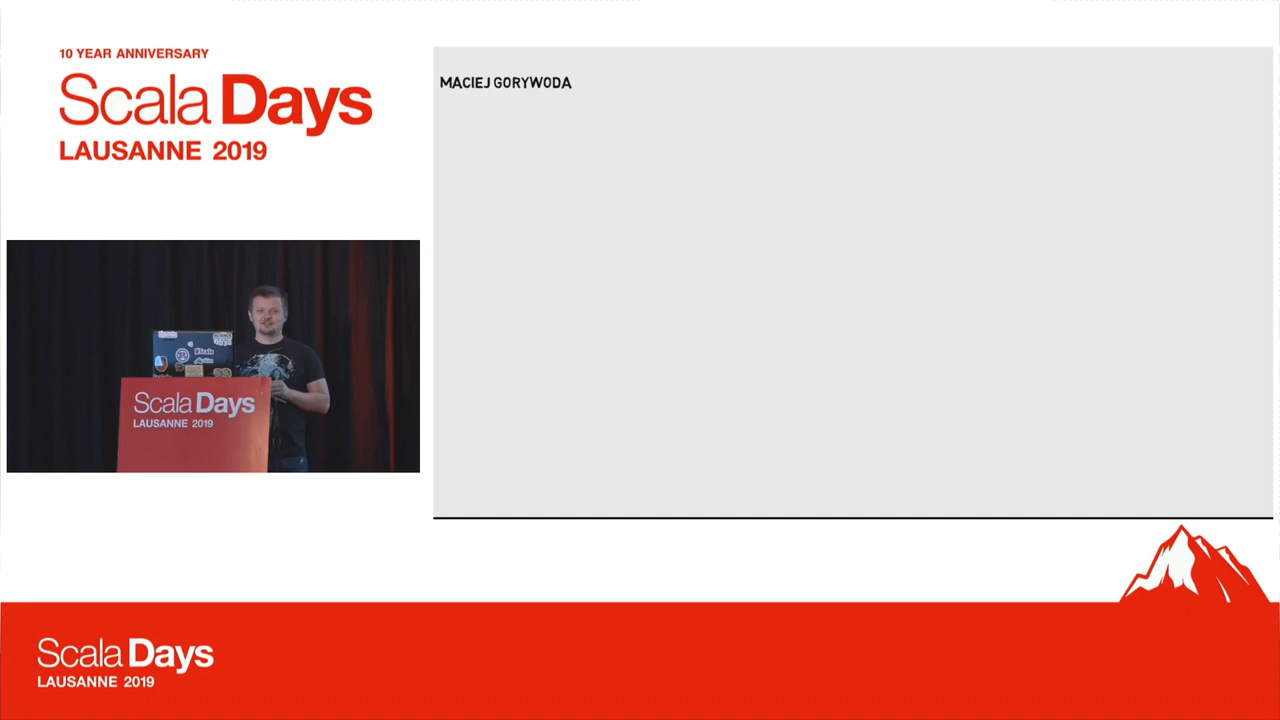 10 YEAR ANNIVERSARY
Scala Days
LAUSANNE 2019
MACIEJ GORYWODA
Scala Days
LAUSANNE 2019
Scala Days
LAUSANNE 2019